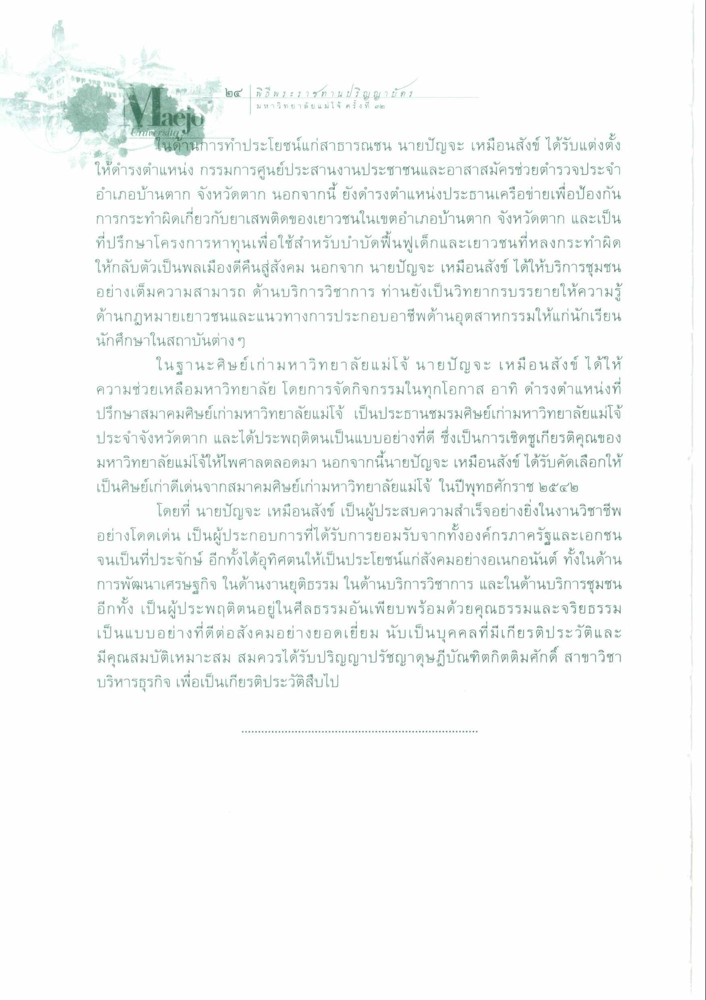 Maejo
University
๒๔
พิธีพระราชทานปริญญาบัตร
มหาวิทยาลัยแม่โจ้ ครั้งที่ ๓๒
ในด้านการทำประโยชน์แก่สาธารณชน นายปัญจะ เหมือนสังข์ ได้รับแต่งตั้ง
ให้ดำรงตำแหน่ง กรรมการศูนย์ประสานงานประชาชนและอาสาสมัครช่วยตำรวจประจำ
อำเภอบ้านตาก จังหวัดตาก นอกจากนี้ ยังดำรงตำแหน่งประธานเครือข่ายเพื่อป้องกัน
การกระทำผิดเกี่ยวกับยาเสพติดของเยาวชนในเขตอำเภอบ้านตาก จังหวัดตาก และเป็น
ที่ปรึกษาโครงการหาทุนเพื่อใช้สำหรับบำบัดฟื้นฟูเด็กและเยาวชนที่หลงกระทำผิด
ให้กลับตัวเป็นพลเมืองดีคืนสู่สังคม นอกจาก นายปัญจะ เหมือนสังข์ ได้ให้บริการชุมชน
อย่างเต็มความสามารถ ด้านบริการวิชาการ ท่านยังเป็นวิทยากรบรรยายให้ความรู้
ด้านกฎหมายเยาวชนและแนวทางการประกอบอาชีพด้านอุตสาหกรรมให้แก่นักเรียน
นักศึกษาในสถาบันต่างๆ
ในฐานะศิษย์เก่ามหาวิทยาลัยแม่โจ้ นายปัญจะ เหมือนสังข์ ได้ให้
ความช่วยเหลือมหาวิทยาลัย โดยการจัดกิจกรรมในทุกโอกาส อาทิ ดำรงตำแหน่งที่
ปรึกษาสมาคมศิษย์เก่ามหาวิทยาลัยแม่โจ้ เป็นประธานชมรมศิษย์เก่ามหาวิทยาลัยแม่โจ้
ประจำจังหวัดตาก และได้ประพฤติตนเป็นแบบอย่างที่ดี ซึ่งเป็นการเชิดชูเกียรติคุณของ
มหาวิทยาลัยแม่โจ้ให้ไพศาลตลอดมา นอกจากนี้นายปัญจะ เหมือนสังข์ ได้รับคัดเลือกให้
เป็นศิษย์เก่าดีเด่นจากสมาคมศิษย์เก่ามหาวิทยาลัยแม่โจ้ ในปีพุทธศักราช ๒๕๔๒
โดยที่ นายปัญจะ เหมือนสังข์ เป็นผู้ประสบความสำเร็จอย่างยิ่งในงานวิชาชีพ
อย่างโดดเด่น เป็นผู้ประกอบการที่ได้รับการยอมรับจากทั้งองค์กรภาครัฐและเอกชน
จนเป็นที่ประจักษ์ อีกทั้งได้อุทิศตนให้เป็นประโยชน์แก่สังคมอย่างอเนกอนันต์ ทั้งในด้าน
การพัฒนาเศรษฐกิจ ในด้านงานยุติธรรม ในด้านบริการวิชาการ และในด้านบริการชุมชน
อีกทั้ง เป็นผู้ประพฤติตนอยู่ในศีลธรรมอันเพียบพร้อมด้วยคุณธรรมและจริยธรรม
เป็นแบบอย่างที่ดีต่อสังคมอย่างยอดเยี่ยม นับเป็นบุคคลที่มีเกียรติประวัติและ
มีคุณสมบัติเหมาะสม สมควรได้รับปริญญาปรัชญาดุษฎีบัณฑิตกิตติมศักดิ์ สาขาวิชา
บริหารธุรกิจ เพื่อเป็นเกียรติประวัติสืบไป